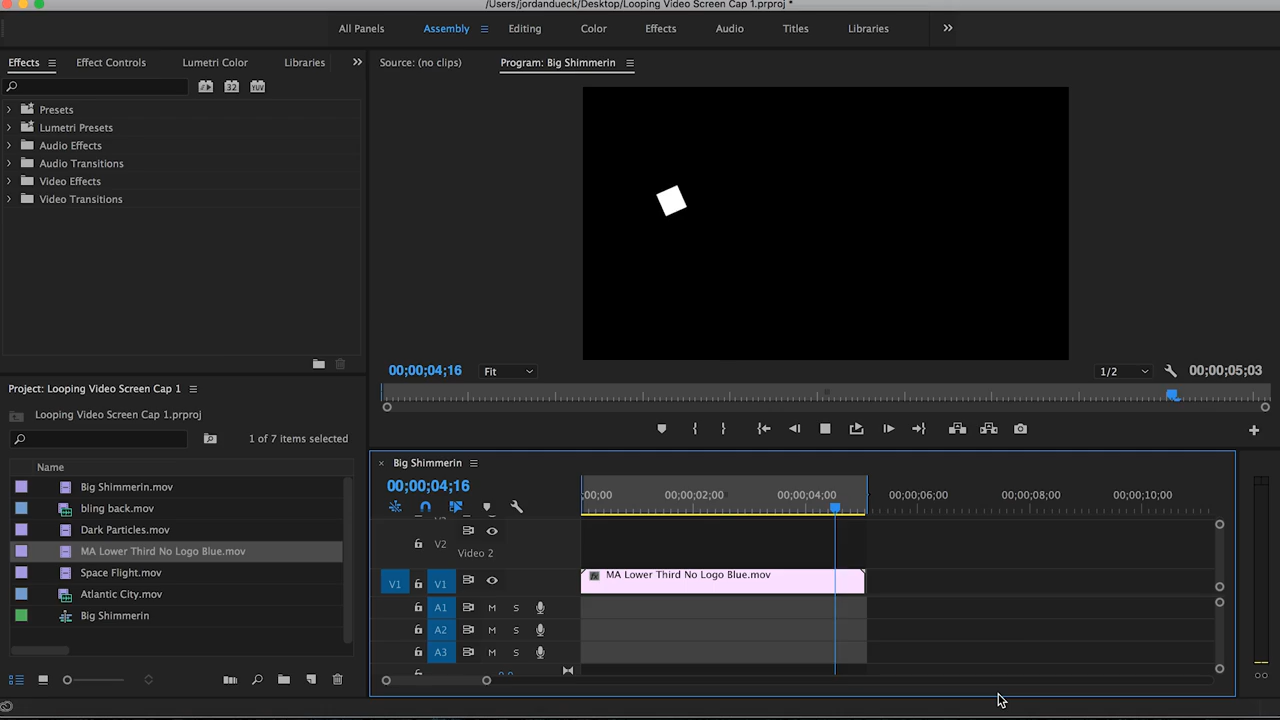 /Users/jordandueck/Desktop/Looping Video Screen Cap 1.prproj *
All Panels
Assembly
Editing
Color
Effects
Audio
Titles
Libraries
Effects
Effect Controls
Lumetri Color
Libraries
Source: (no clips)
Program: Big Shimmerin
32
YUV
Presets
Lumetri Presets
Audio Effects
Audio Transitions
Video Effects
Video Transitions
00;00;04;16
Fit
1/2
00;00;05;03
Project: Looping Video Screen Cap 1
Looping Video Screen Cap 1.prproj
1 of 7 items selected
Name
Big Shimmerin.mov
bling back.mov
Dark Particles.mov
MA Lower Third No Logo Blue.mov
Space Flight.mov
Atlantic City.mov
Big Shimmerin
× Big Shimmerin
00;00;04;16
;00;00
00;00;02;00
00;00;04;00
00;00;06;00
00;00;08;00
00;00;10;00
V2
Video 2
V1
V1
MA Lower Third No Logo Blue.mov
A1 M S
A2 M S
A3 M S